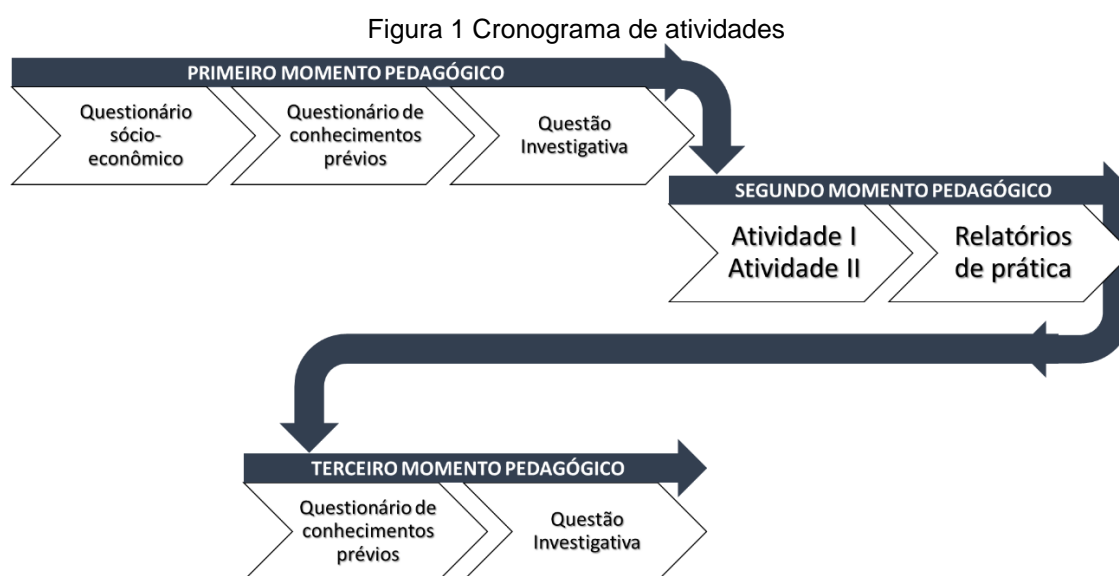 Figura 1 Cronograma de atividades
PRIMEIRO MOMENTO PEDAGÓGICO
Questionário
sócio-
econômico
Questionário de
conhecimentos
prévios
Questão
Investigativa
SEGUNDO MOMENTO PEDAGÓGICO
Atividade I
Atividade II
Relatórios
de prática
TERCEIRO MOMENTO PEDAGÓGICO
Questionário de
conhecimentos
prévios
Questão
Investigativa